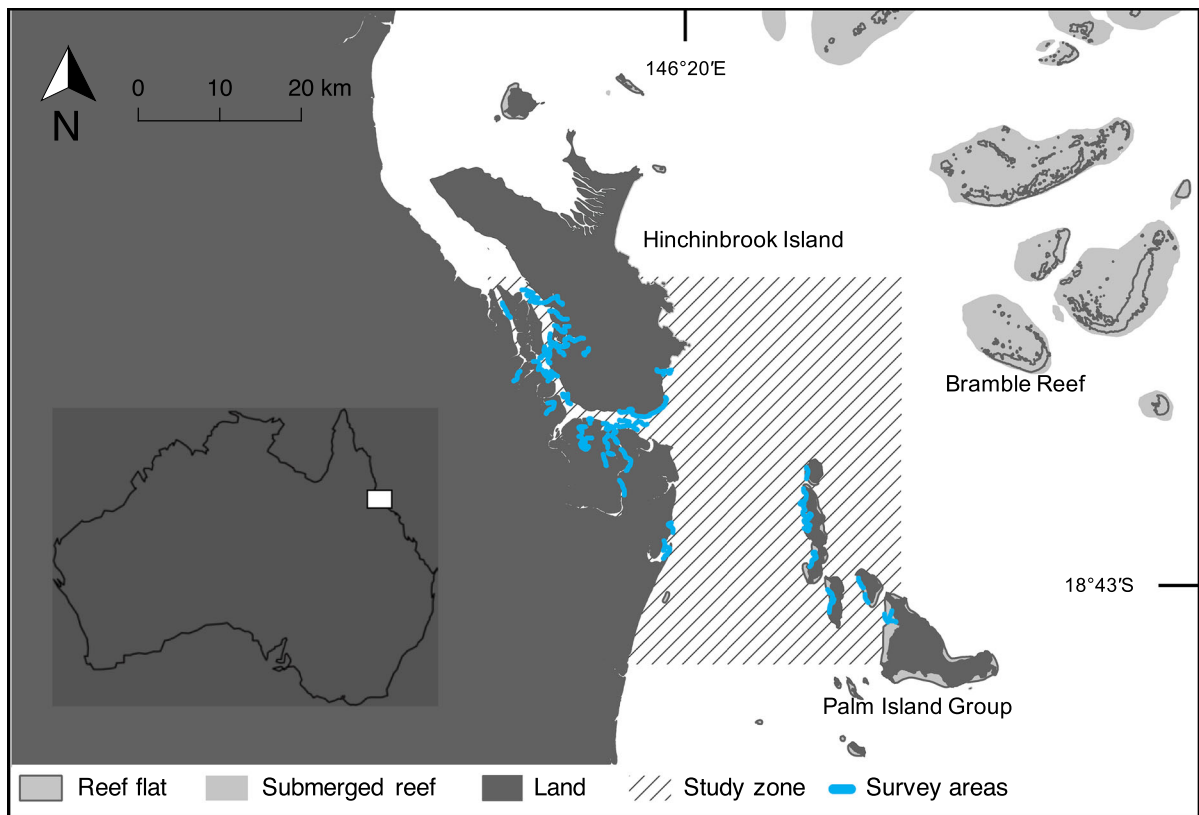 146°20′E
0 10 20 km
N
Hinchinbrook Island
Bramble Reef
18°43′S
Palm Island Group
Reef flat Submerged reef Land Study zone Survey areas